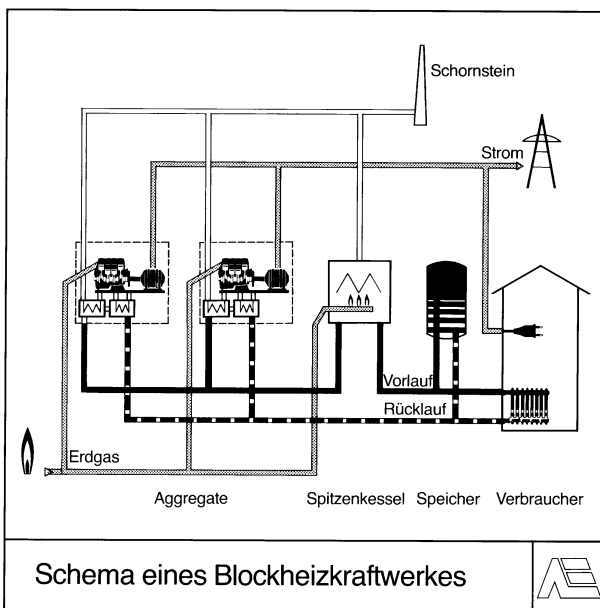 Schornstein
Strom
Vorlauf
Rücklauf
Erdgas
Aggregate
Spitzenkessel
Speicher
Verbraucher
Schema eines Blockheizkraftwerkes